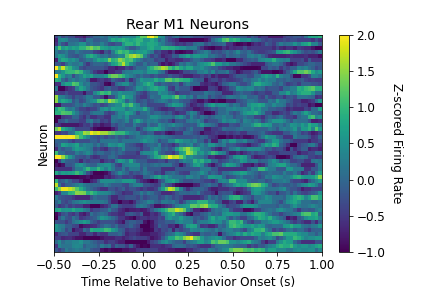 Rear M1 Neurons
Neuron
−0.50 −0.25 0.00 0.25 0.50 0.75 1.00
Time Relative to Behavior Onset (s)
2.0
1.5
1.0
0.5
0.0
−0.5
−1.0
Z-scored Firing Rate